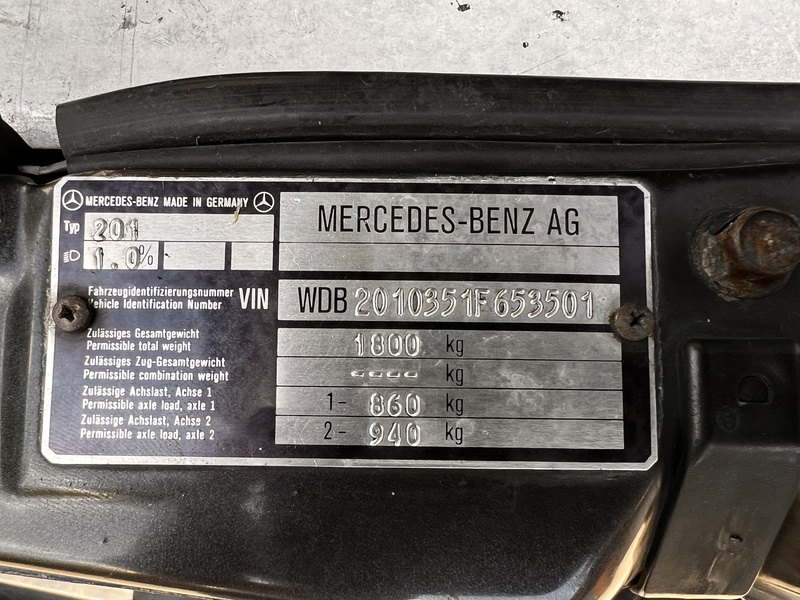 MERCEDES-BENZ MADE IN GERMANY
Typ 201
1.0%
MERCEDES-BENZ AG
Fahrzeugidentifizierungsnummer
Vehicle Identification Number
VIN WDB 2010351F653501
Zulässiges Gesamtgewicht
Permissible total weight
1800 kg
Zulässiges Zug-Gesamtgewicht
Permissible combination weight
---- kg
Zulässige Achslast, Achse 1
Permissible axle load, axle 1
1- 860 kg
Zulässige Achslast, Achse 2
Permissible axle load, axle 2
2- 940 kg